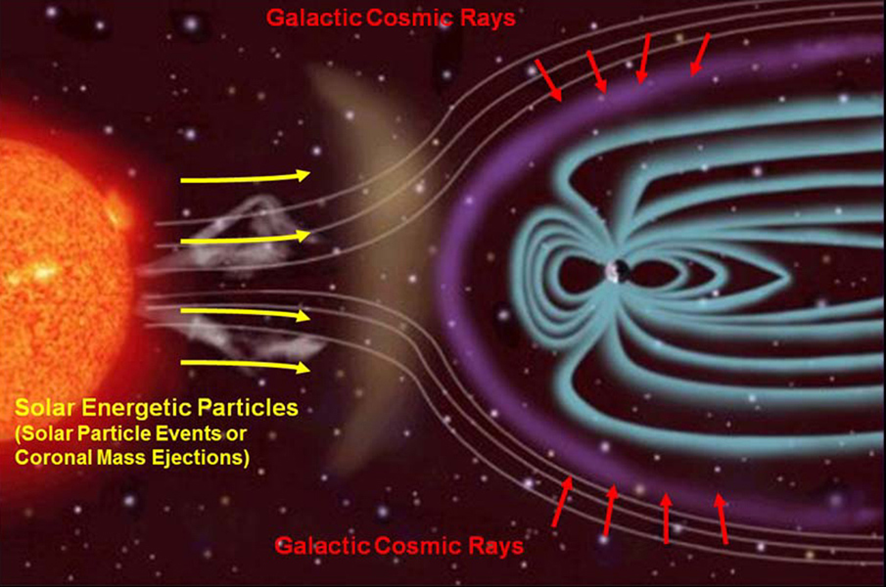 Galactic Cosmic Rays
Solar Energetic Particles
(Solar Particle Events or
Coronal Mass Ejections)
Galactic Cosmic Rays